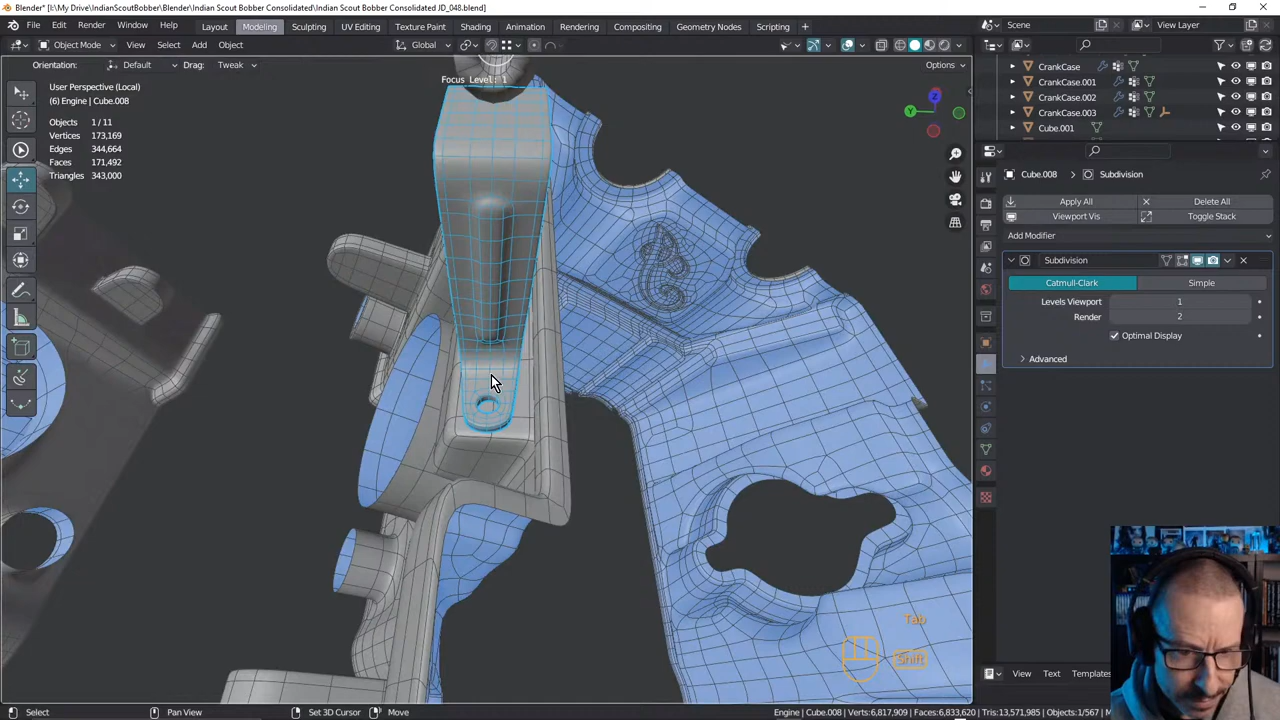 Blender* [I:\My Drive\IndianScoutBobber\Blender\Indian Scout Bobber Consolidated\Indian Scout Bobber Consolidated JD_048.blend]
File Edit Render Window Help Layout Modeling Sculpting UV Editing Texture Paint Shading Animation Rendering Compositing Geometry Nodes Scripting + Scene View Layer
Object Mode View Select Add Object Global
Orientation: Default Drag: Tweak Options
Focus Level: 1
User Perspective (Local)
(6) Engine | Cube.008
Objects 1 / 11
Vertices 173,169
Edges 344,664
Faces 171,492
Triangles 343,000
Z
Y
CrankCase
CrankCase.001
CrankCase.002
CrankCase.003
Cube.001
Cube.008 > Subdivision
Apply All Delete All
Viewport Vis Toggle Stack
Add Modifier
Subdivision
Catmull-Clark Simple
Levels Viewport 1
Render 2
Optimal Display
Advanced
Tab
Shift
View Text Templates
Select Pan View Set 3D Cursor Move
Engine | Cube.008 | Verts:6,817,909 | Faces:6,833,620 | Tris:13,571,985 | Objects:1/567